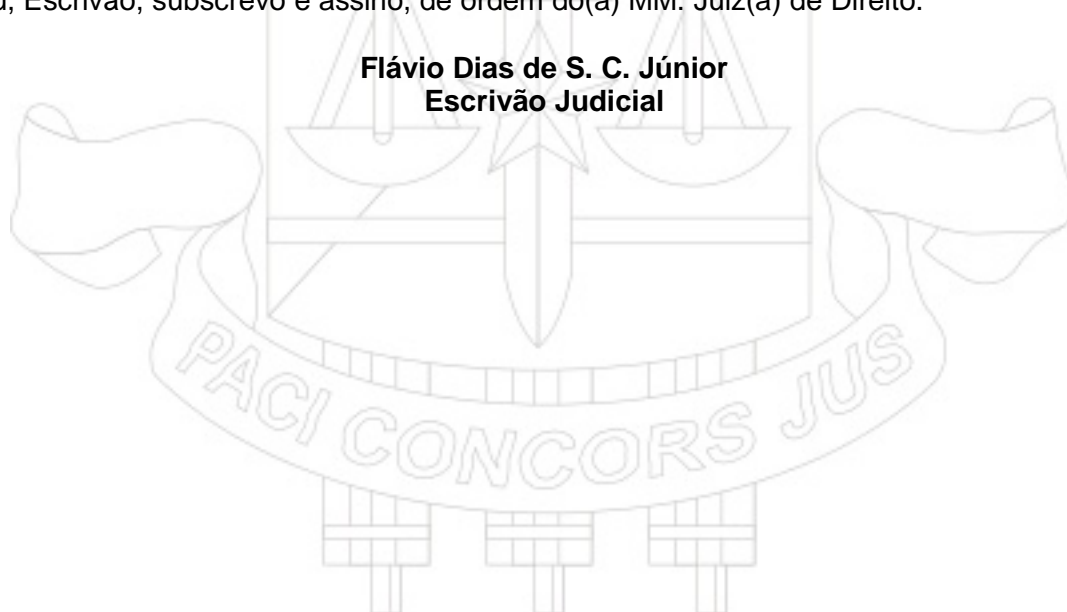 Escrivão, subscrevo e assino, de ordem do(a) MM. Juiz(a) de Direito.
Flávio Dias de S. C. Júnior
Escrivão Judicial
PACI CONCORS JUS